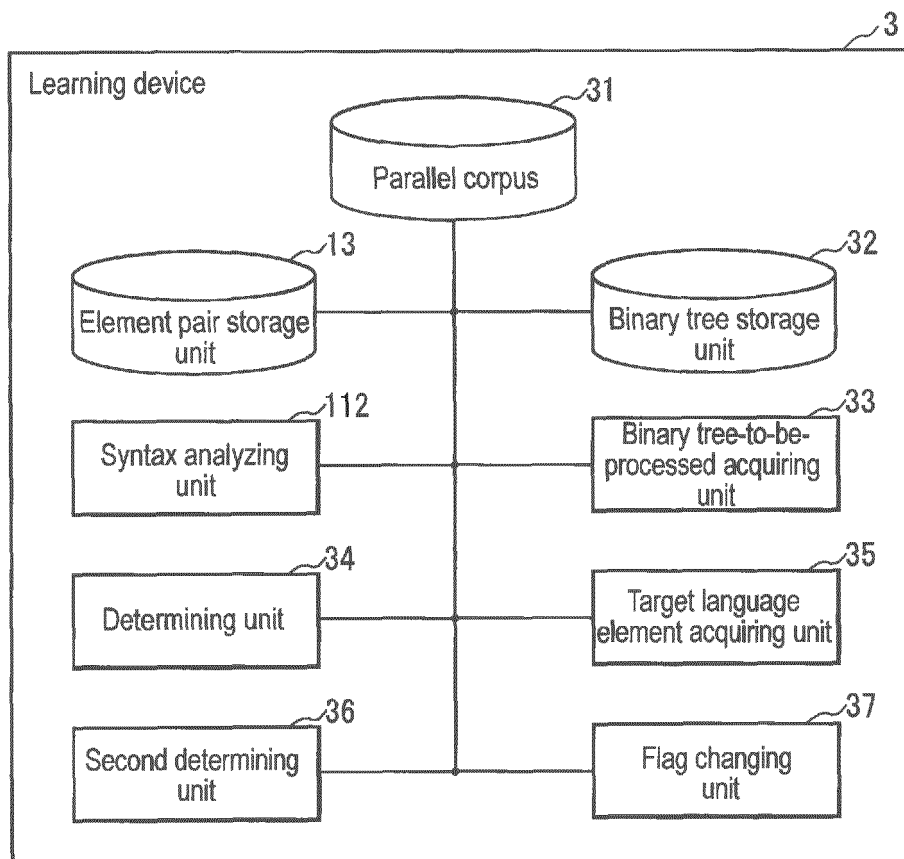 3
Learning device
31
Parallel corpus
13
Element pair storage
unit
32
Binary tree storage
unit
112
Syntax analyzing
unit
33
Binary tree-to-be-
processed acquiring
unit
34
Determining unit
35
Target language
element acquiring unit
36
Second determining
unit
37
Flag changing
unit